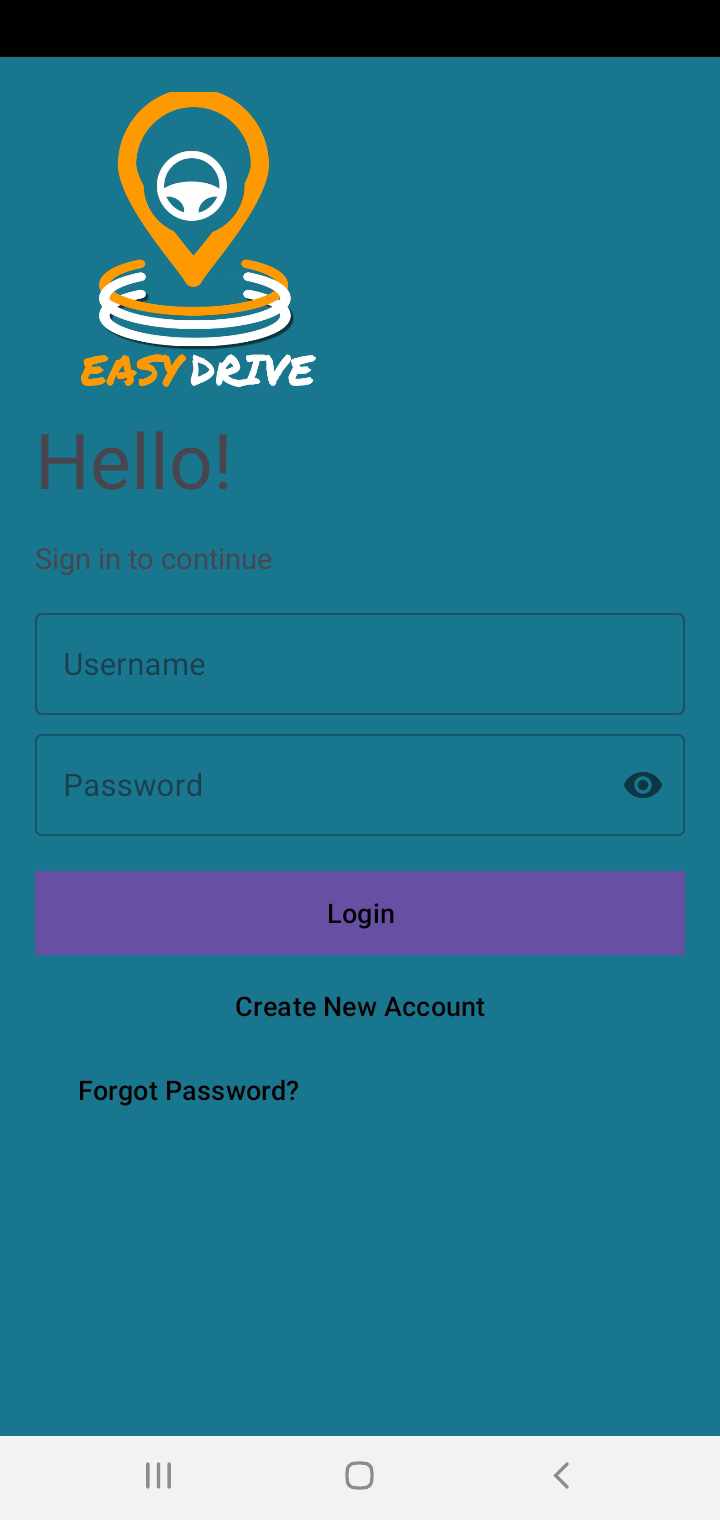 EASY DRIVE
Hello!
Sign in to continue
Username
Password
Login
Create New Account
Forgot Password?